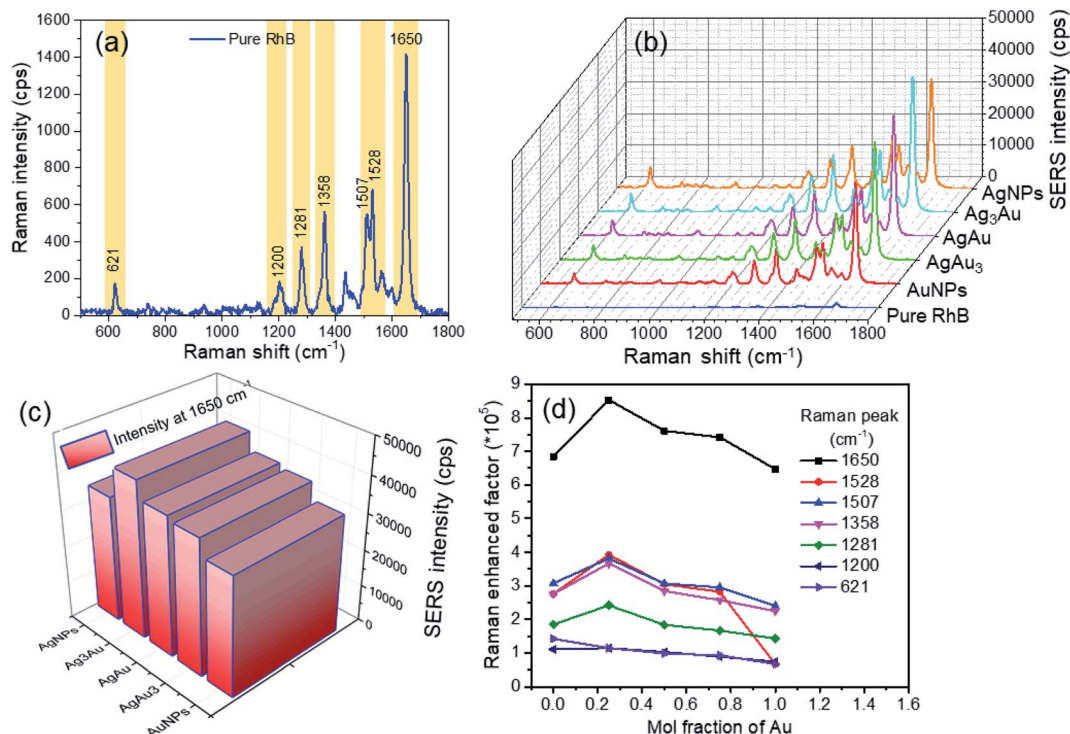 (a)
Pure RhB
Raman intensity (cps)
1600
1400
1200
1000
800
600
400
200
0
621
1200
1281
1358
1507
1528
1650
600 800 1000 1200 1400 1600 1800
Raman shift (cm-1)
(b)
50000
40000
30000
20000
10000
0
SERS intensity (cps)
AgNPs
Ag3Au
AgAu
AgAu3
AuNPs
Pure RhB
600 800 1000 1200 1400 1600 1800
Raman shift (cm-1)
(c)
Intensity at 1650 cm-1
50000
40000
30000
20000
10000
0
SERS intensity (cps)
AgNPs
Ag3Au
AgAu
AgAu3
AuNPs
(d)
Raman enhanced factor (*10^5)
9
8
7
6
5
4
3
2
1
0
Raman peak
(cm-1)
1650
1528
1507
1358
1281
1200
621
0.0 0.2 0.4 0.6 0.8 1.0 1.2 1.4 1.6
Mol fraction of Au